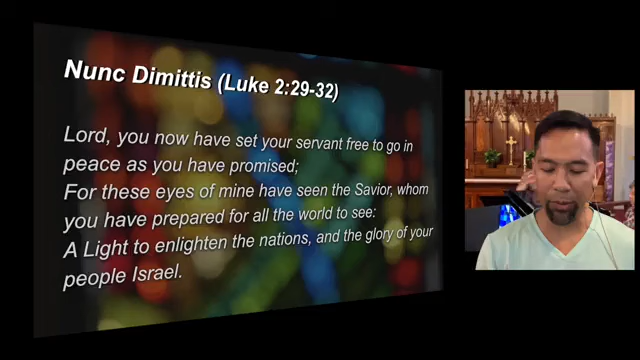 Nunc Dimittis (Luke 2:29-32)
Lord, you now have set your servant free to go in
peace as you have promised;
For these eyes of mine have seen the Savior, whom
you have prepared for all the world to see:
A Light to enlighten the nations, and the glory of your
people Israel.